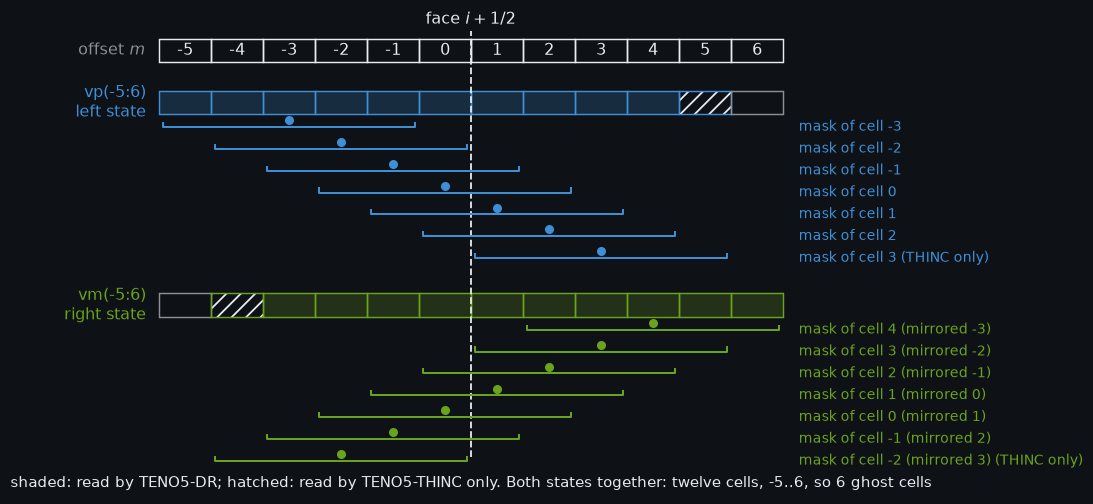 face i + 1/2
offset m -5 -4 -3 -2 -1 0 1 2 3 4 5 6
vp(-5:6)
left state
mask of cell -3
mask of cell -2
mask of cell -1
mask of cell 0
mask of cell 1
mask of cell 2
mask of cell 3 (THINC only)
vm(-5:6)
right state
mask of cell 4 (mirrored -3)
mask of cell 3 (mirrored -2)
mask of cell 2 (mirrored -1)
mask of cell 1 (mirrored 0)
mask of cell 0 (mirrored 1)
mask of cell -1 (mirrored 2)
mask of cell -2 (mirrored 3) (THINC only)
shaded: read by TENO5-DR; hatched: read by TENO5-THINC only. Both states together: twelve cells, -5..6, so 6 ghost cells